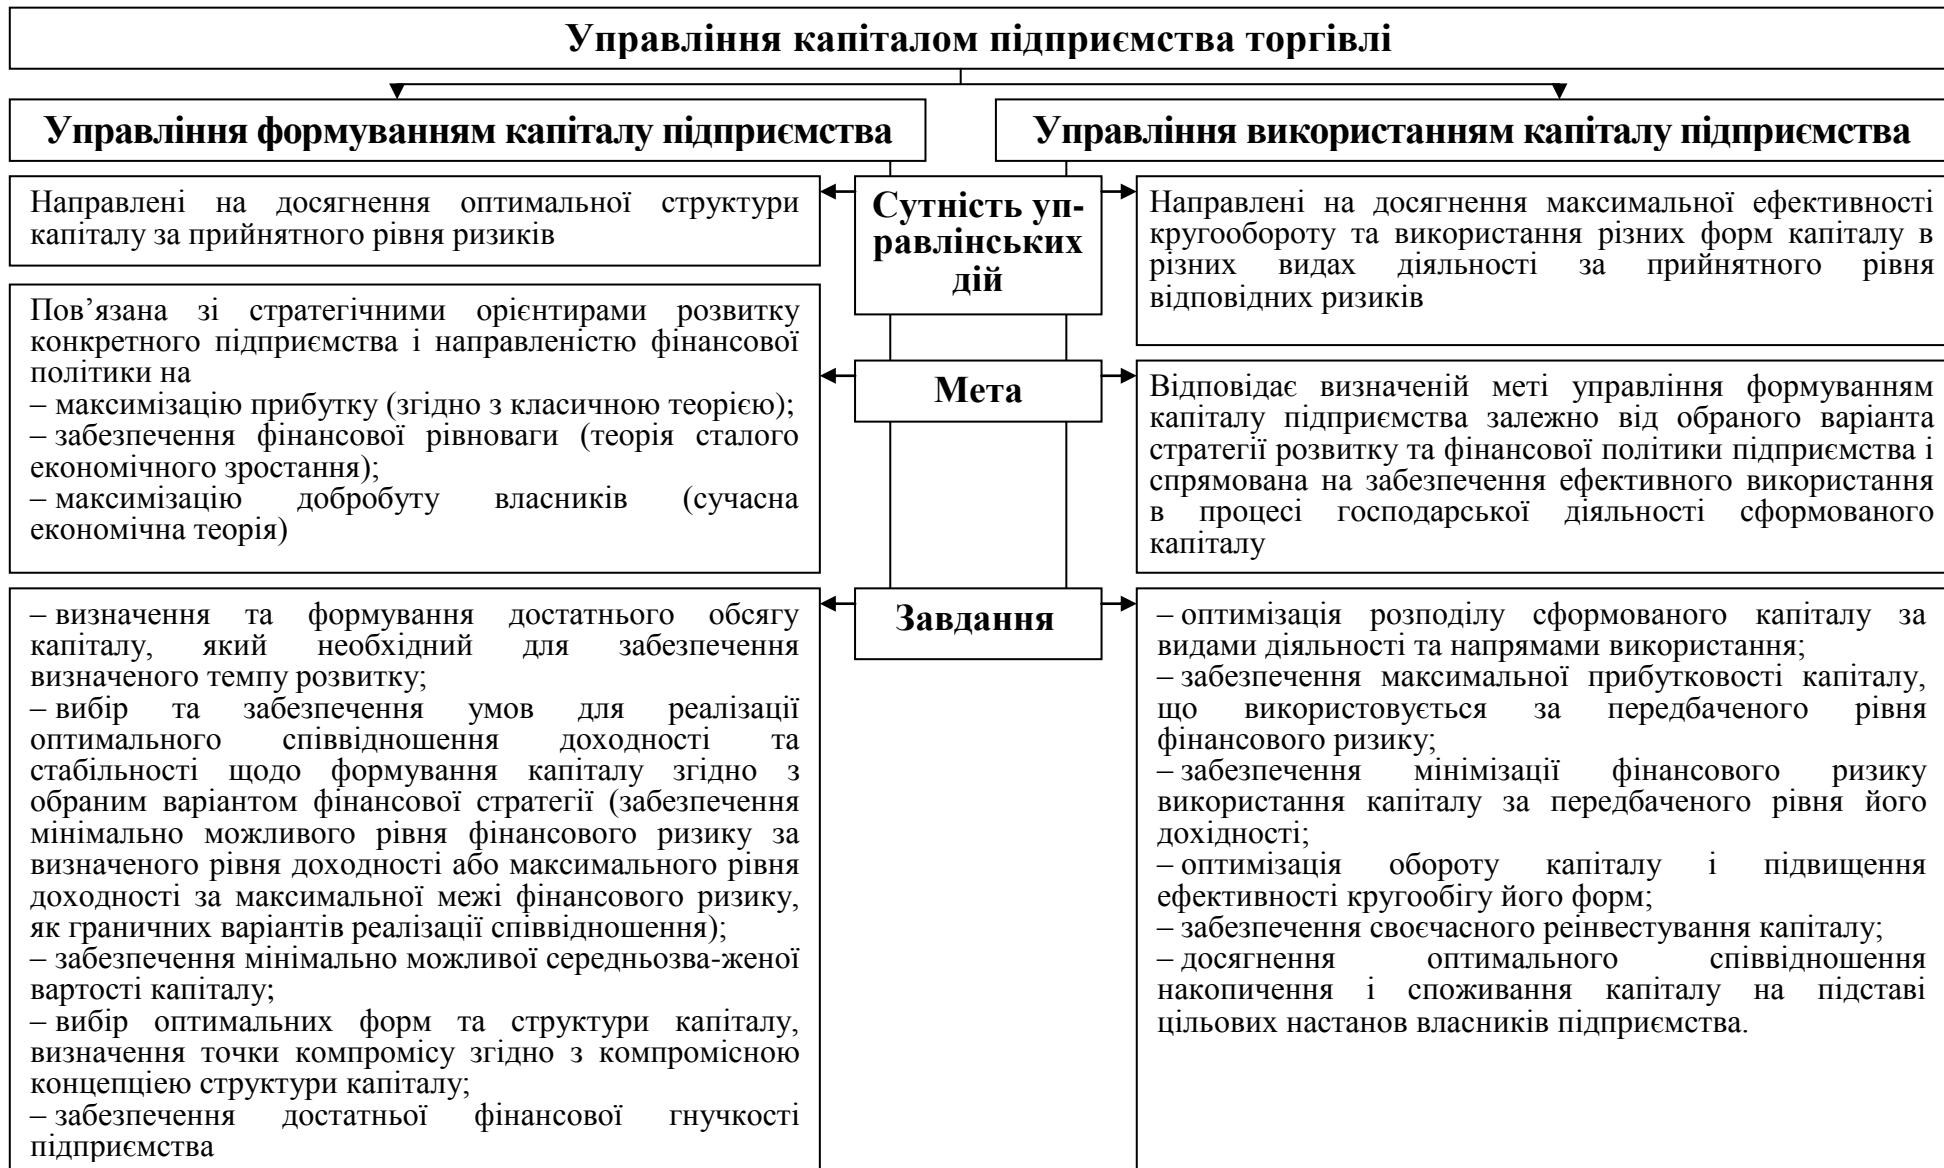 Управління капіталом підприємства торгівлі
Управління формуванням капіталу підприємства
Управління використанням капіталу підприємства
Сутність уп-
равлінських
дій
Направлені на досягнення оптимальної структури
капіталу за прийнятного рівня ризиків
Направлені на досягнення максимальної ефективності
кругообороту та використання різних форм капіталу в
різних видах діяльності за прийнятного рівня
відповідних ризиків
Мета
Пов’язана зі стратегічними орієнтирами розвитку
конкретного підприємства і направленістю фінансової
політики на
– максимізацію прибутку (згідно з класичною теорією);
– забезпечення фінансової рівноваги (теорія сталого
економічного зростання);
– максимізацію добробуту власників (сучасна
економічна теорія)
Відповідає визначеній меті управління формуванням
капіталу підприємства залежно від обраного варіанта
стратегії розвитку та фінансової політики підприємства і
спрямована на забезпечення ефективного використання
в процесі господарської діяльності сформованого
капіталу
Завдання
– визначення та формування достатнього обсягу
капіталу, який необхідний для забезпечення
визначеного темпу розвитку;
– вибір та забезпечення умов для реалізації
оптимального співвідношення доходності та
стабільності щодо формування капіталу згідно з
обраним варіантом фінансової стратегії (забезпечення
мінімально можливого рівня фінансового ризику за
визначеного рівня доходності або максимального рівня
доходності за максимальної межі фінансового ризику,
як граничних варіантів реалізації співвідношення);
– забезпечення мінімально можливої середньозва-женої
вартості капіталу;
– вибір оптимальних форм та структури капіталу,
визначення точки компромісу згідно з компромісною
концепцією структури капіталу;
– забезпечення достатньої фінансової гнучкості
підприємства
– оптимізація розподілу сформованого капіталу за
видами діяльності та напрямами використання;
– забезпечення максимальної прибутковості капіталу,
що використовується за передбаченого рівня
фінансового ризику;
– забезпечення мінімізації фінансового ризику
використання капіталу за передбаченого рівня його
дохідності;
– оптимізація обороту капіталу і підвищення
ефективності кругообігу його форм;
– забезпечення своєчасного реінвестування капіталу;
– досягнення оптимального співвідношення
накопичення і споживання капіталу на підставі
цільових настанов власників підприємства.